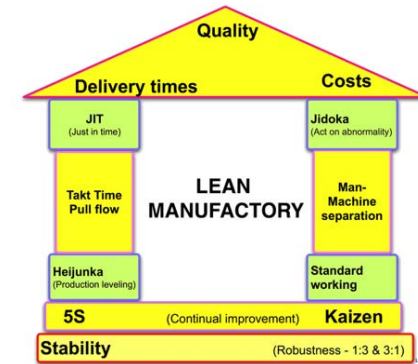 Quality
Delivery times
Costs
JIT
(Just in time)
Jidoka
(Act on abnormality)
Takt Time
Pull flow
LEAN
MANUFACTORY
Man-
Machine
separation
Heijunka
(Production leveling)
Standard
working
5S (Continual improvement) Kaizen
Stability (Robustness - 1:3 & 3:1)